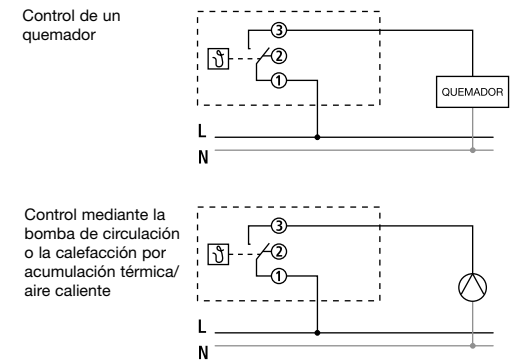 Control de un
quemador
3
2
1
ϑ
QUEMADOR
L
N
Control mediante la
bomba de circulación
o la calefacción por
acumulación térmica/
aire caliente
3
2
1
ϑ
L
N